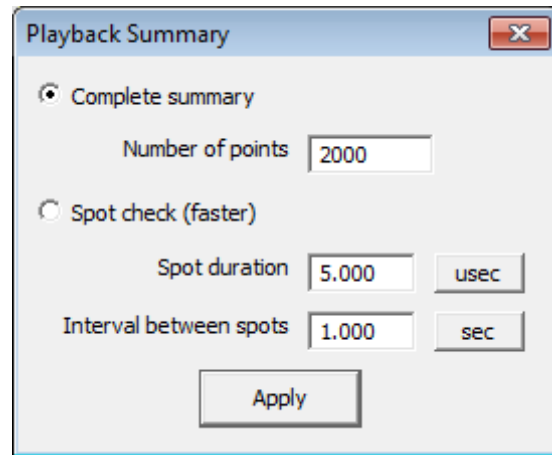 Playback Summary
Complete summary
Number of points 2000
Spot check (faster)
Spot duration 5.000 usec
Interval between spots 1.000 sec
Apply